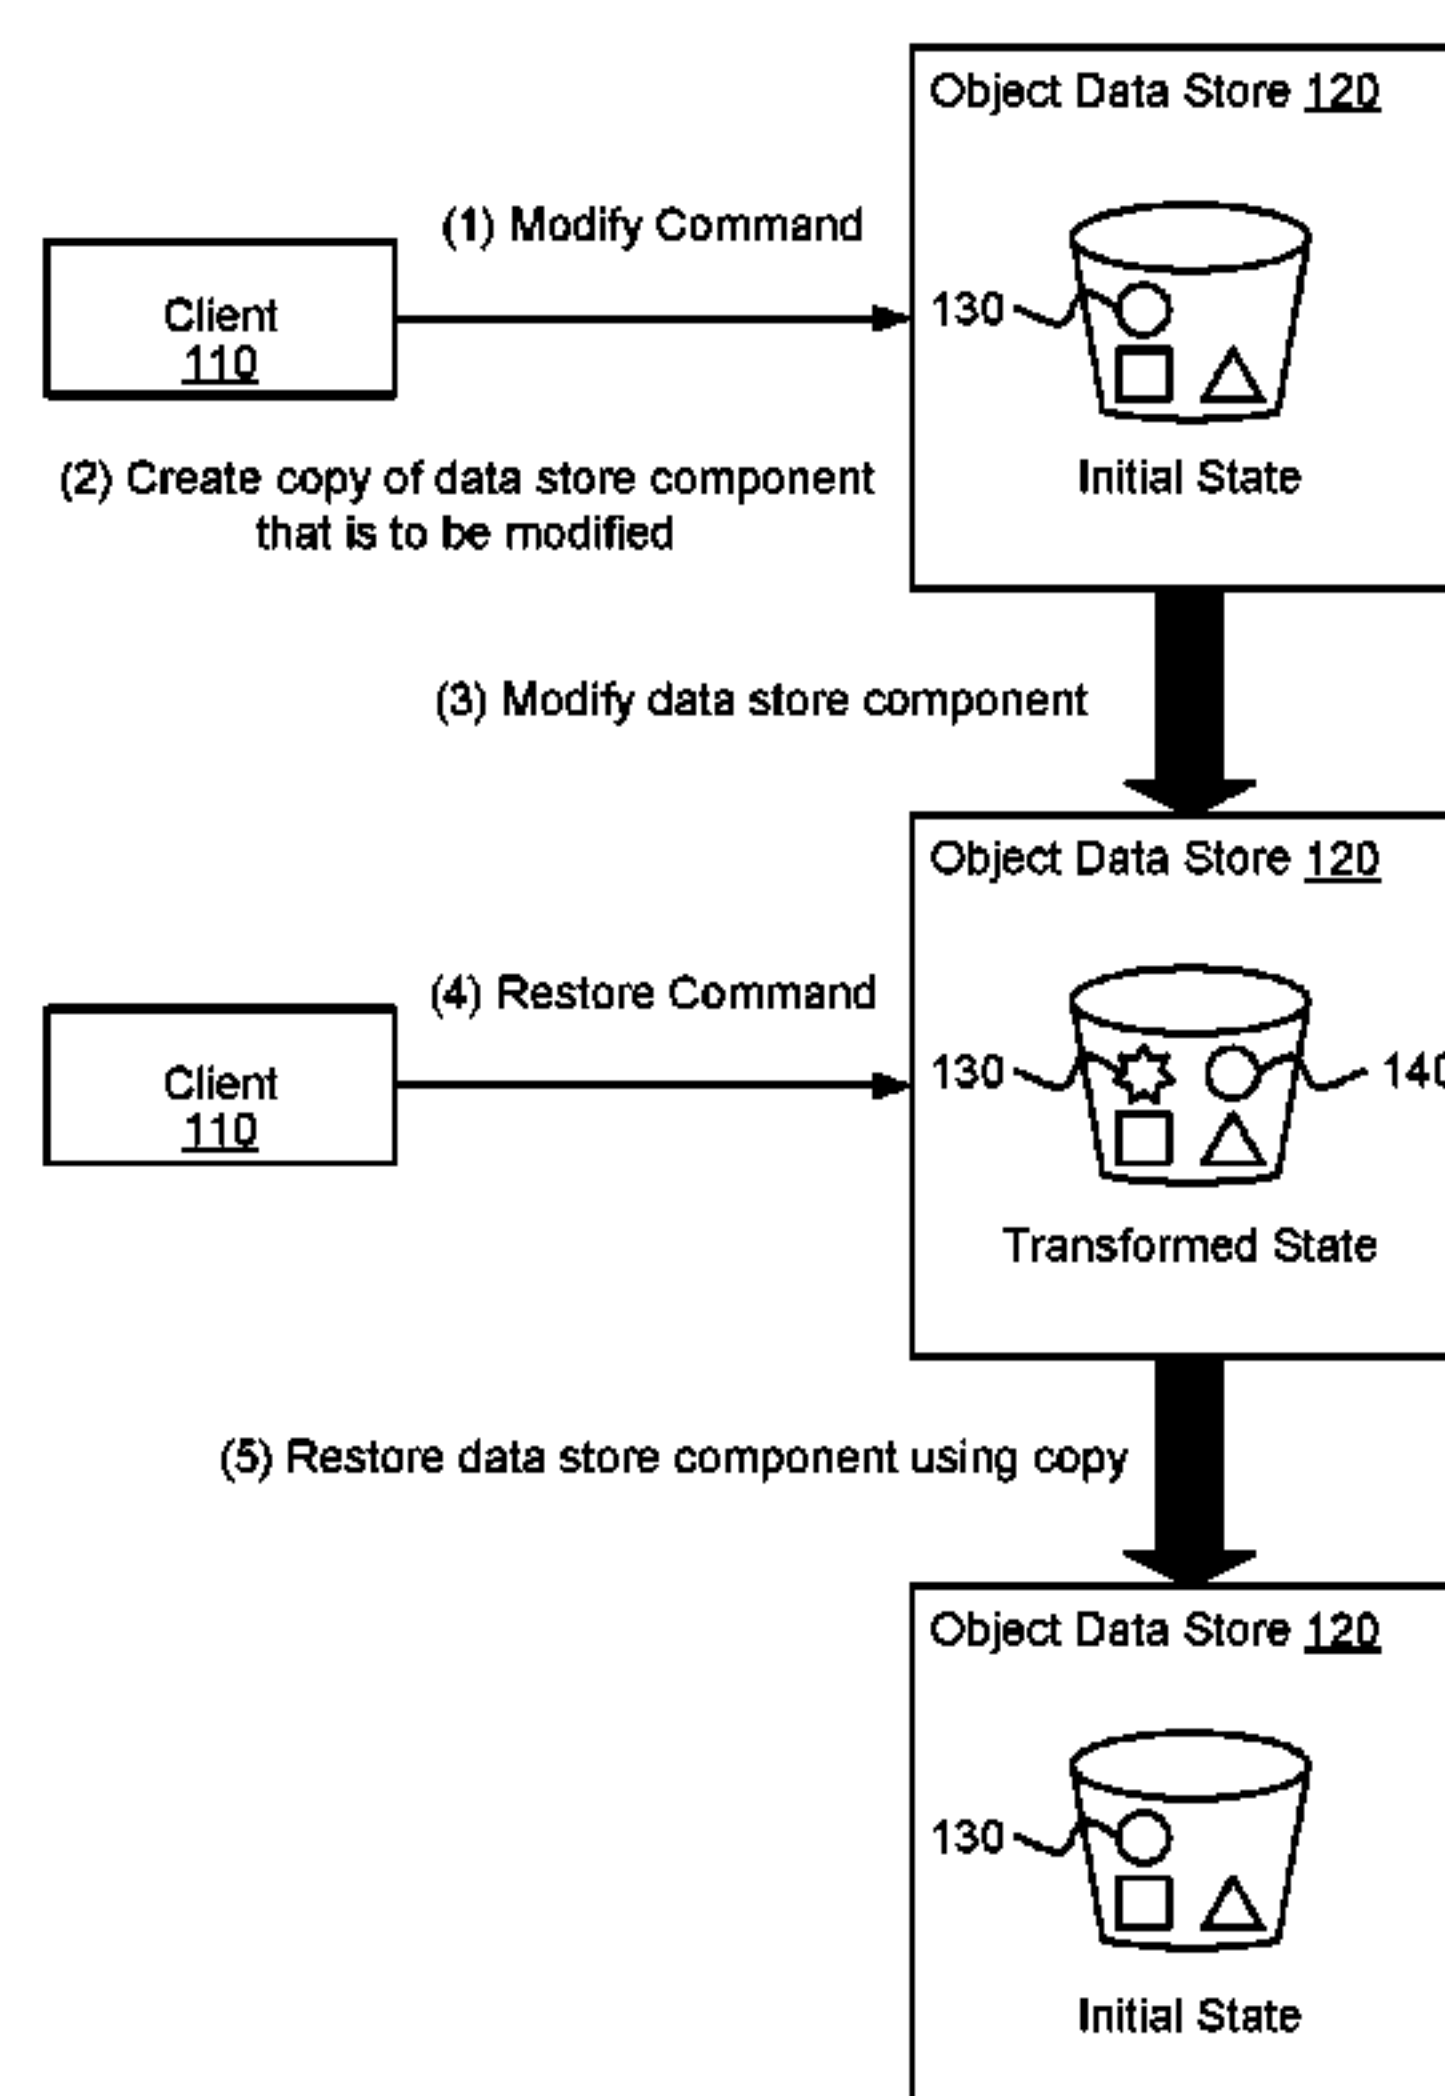 Object Data Store 120
(1) Modify Command
Client
110
130
(2) Create copy of data store component
that is to be modified
Initial State
(3) Modify data store component
Object Data Store 120
(4) Restore Command
Client
110
130
140
Transformed State
(5) Restore data store component using copy
Object Data Store 120
130
Initial State